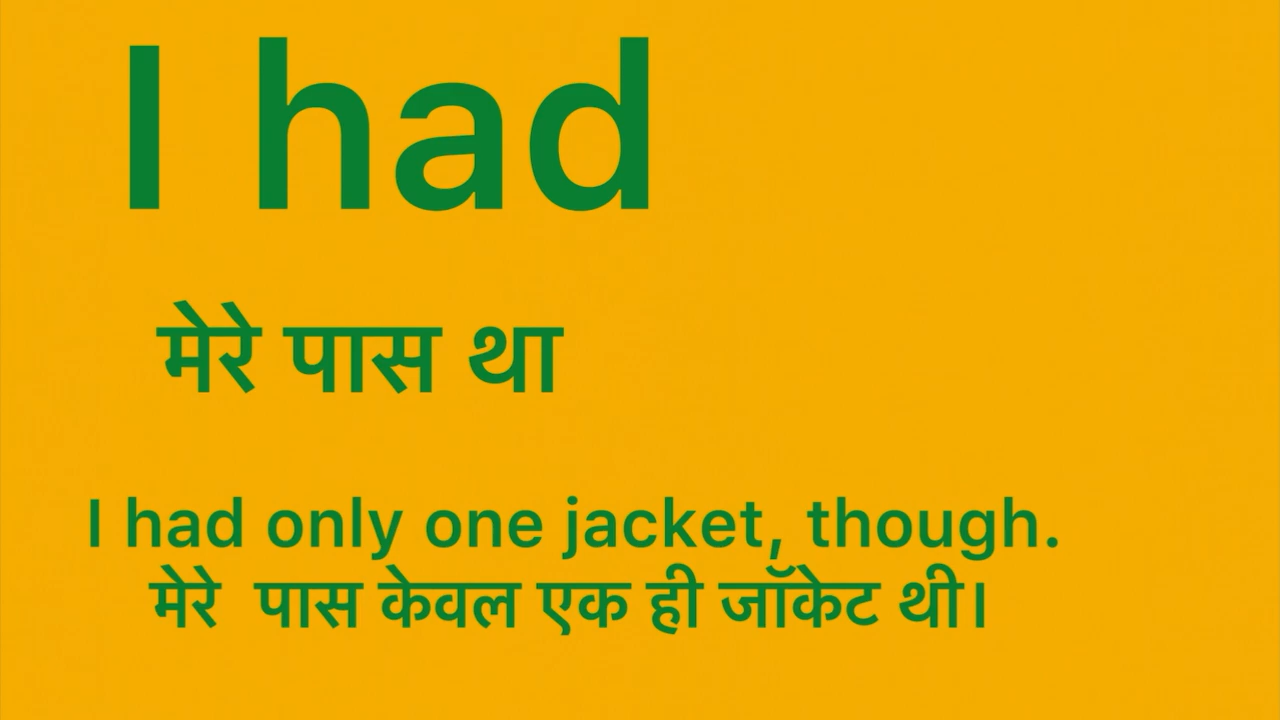 I had
मेरे पास था
I had only one jacket, though.
मेरे पास केवल एक ही जॉकेट थी।